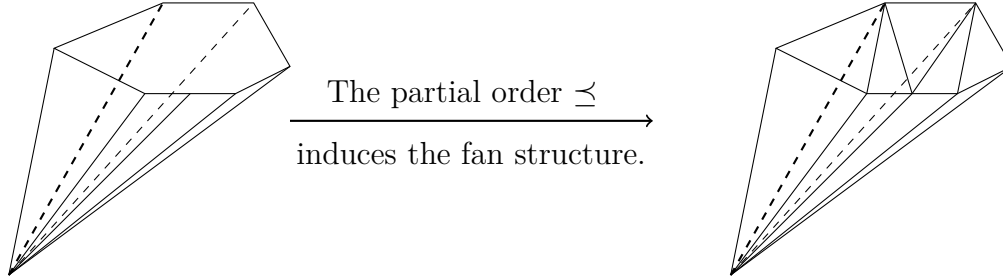 The partial order ⪯
induces the fan structure.